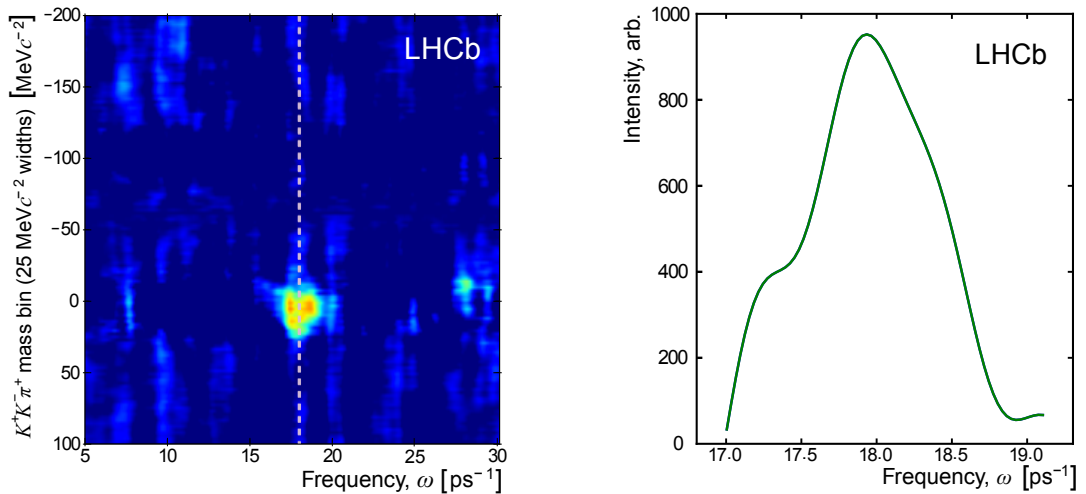 K⁺K⁻π⁺ mass bin (25 MeVc⁻² widths) [MeVc⁻²]
-200
-150
-100
-50
0
50
100
LHCb
5 10 15 20 25 30
Frequency, ω [ps⁻¹]
Intensity, arb.
1000
800
600
400
200
0
LHCb
17.0 17.5 18.0 18.5 19.0
Frequency, ω [ps⁻¹]